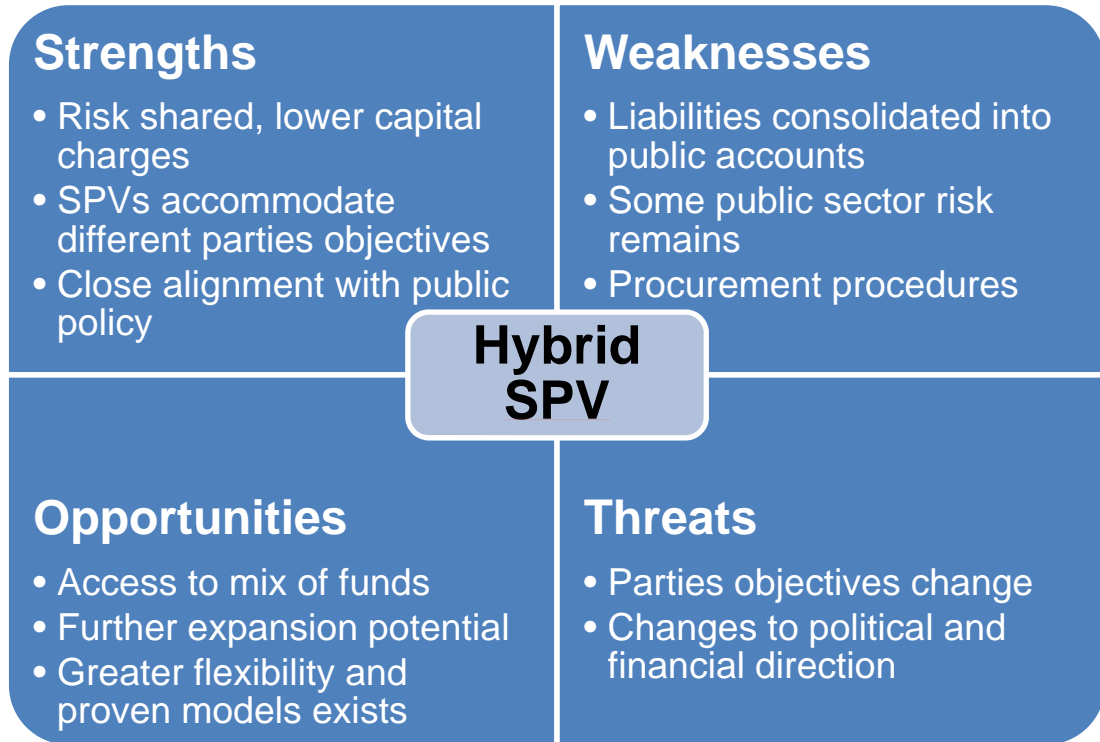 Strengths
• Risk shared, lower capital
charges
• SPVs accommodate
different parties objectives
• Close alignment with public
policy
Weaknesses
• Liabilities consolidated into
public accounts
• Some public sector risk
remains
• Procurement procedures
Hybrid
SPV
Opportunities
• Access to mix of funds
• Further expansion potential
• Greater flexibility and
proven models exists
Threats
• Parties objectives change
• Changes to political and
financial direction